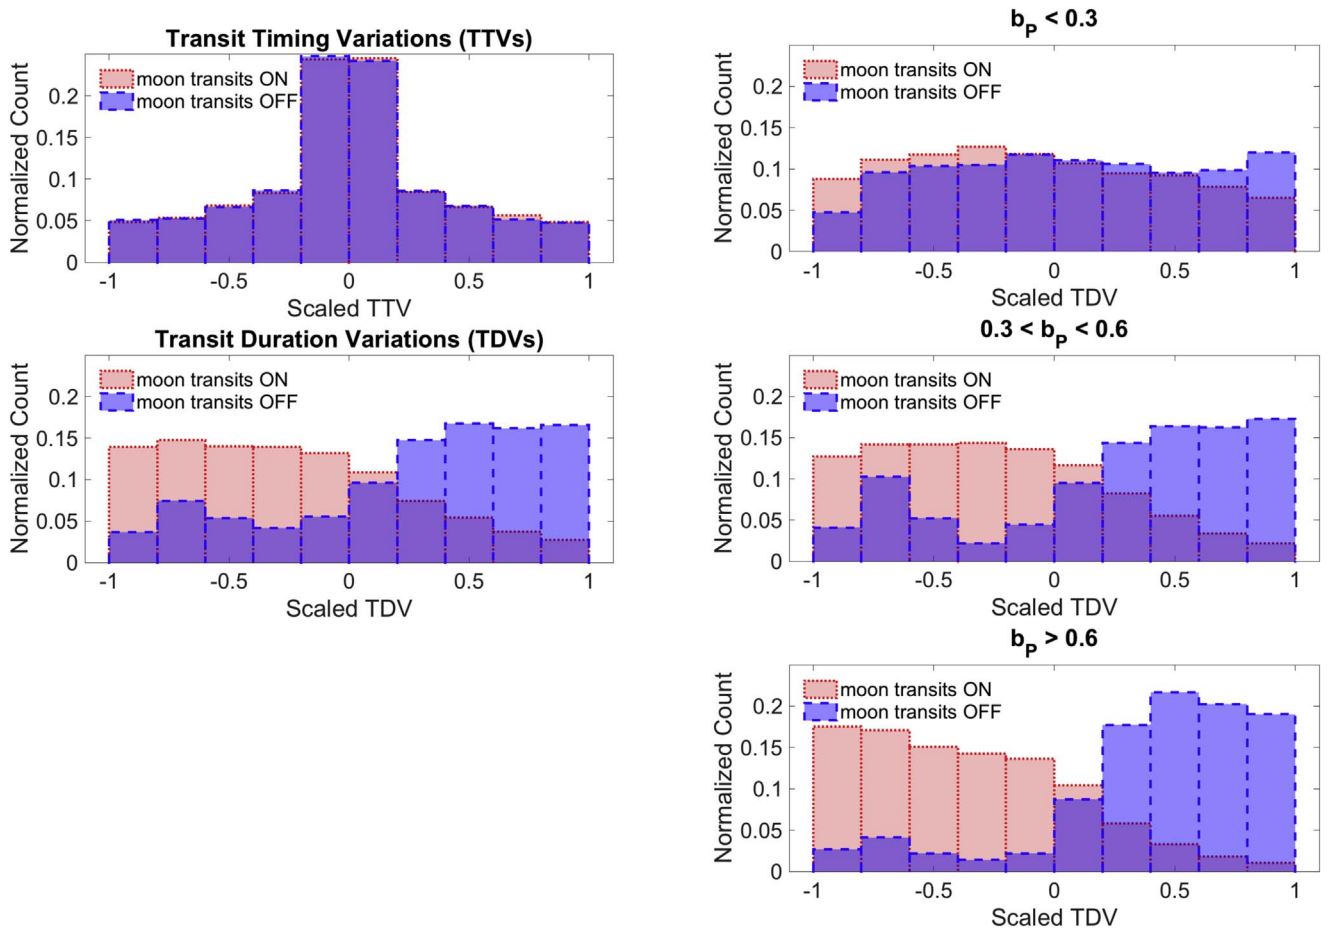 Transit Timing Variations (TTVs)
moon transits ON
moon transits OFF
Normalized Count
0.2
0.15
0.1
0.05
0
-1 -0.5 0 0.5 1
Scaled TTV
Transit Duration Variations (TDVs)
moon transits ON
moon transits OFF
Normalized Count
0.2
0.15
0.1
0.05
0
-1 -0.5 0 0.5 1
Scaled TDV
b_P < 0.3
moon transits ON
moon transits OFF
Normalized Count
0.2
0.15
0.1
0.05
0
-1 -0.5 0 0.5 1
Scaled TDV
0.3 < b_P < 0.6
moon transits ON
moon transits OFF
Normalized Count
0.2
0.15
0.1
0.05
0
-1 -0.5 0 0.5 1
Scaled TDV
b_P > 0.6
moon transits ON
moon transits OFF
Normalized Count
0.2
0.15
0.1
0.05
0
-1 -0.5 0 0.5 1
Scaled TDV